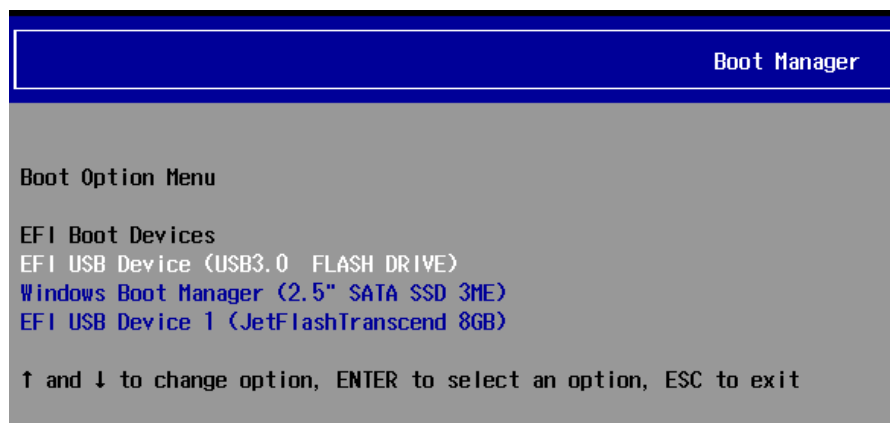 Boot Manager
Boot Option Menu
EFI Boot Devices
EFI USB Device (USB3.0  FLASH DRIVE)
Windows Boot Manager (2.5" SATA SSD 3ME)
EFI USB Device 1 (JetFlashTranscend 8GB)
↑ and ↓ to change option, ENTER to select an option, ESC to exit